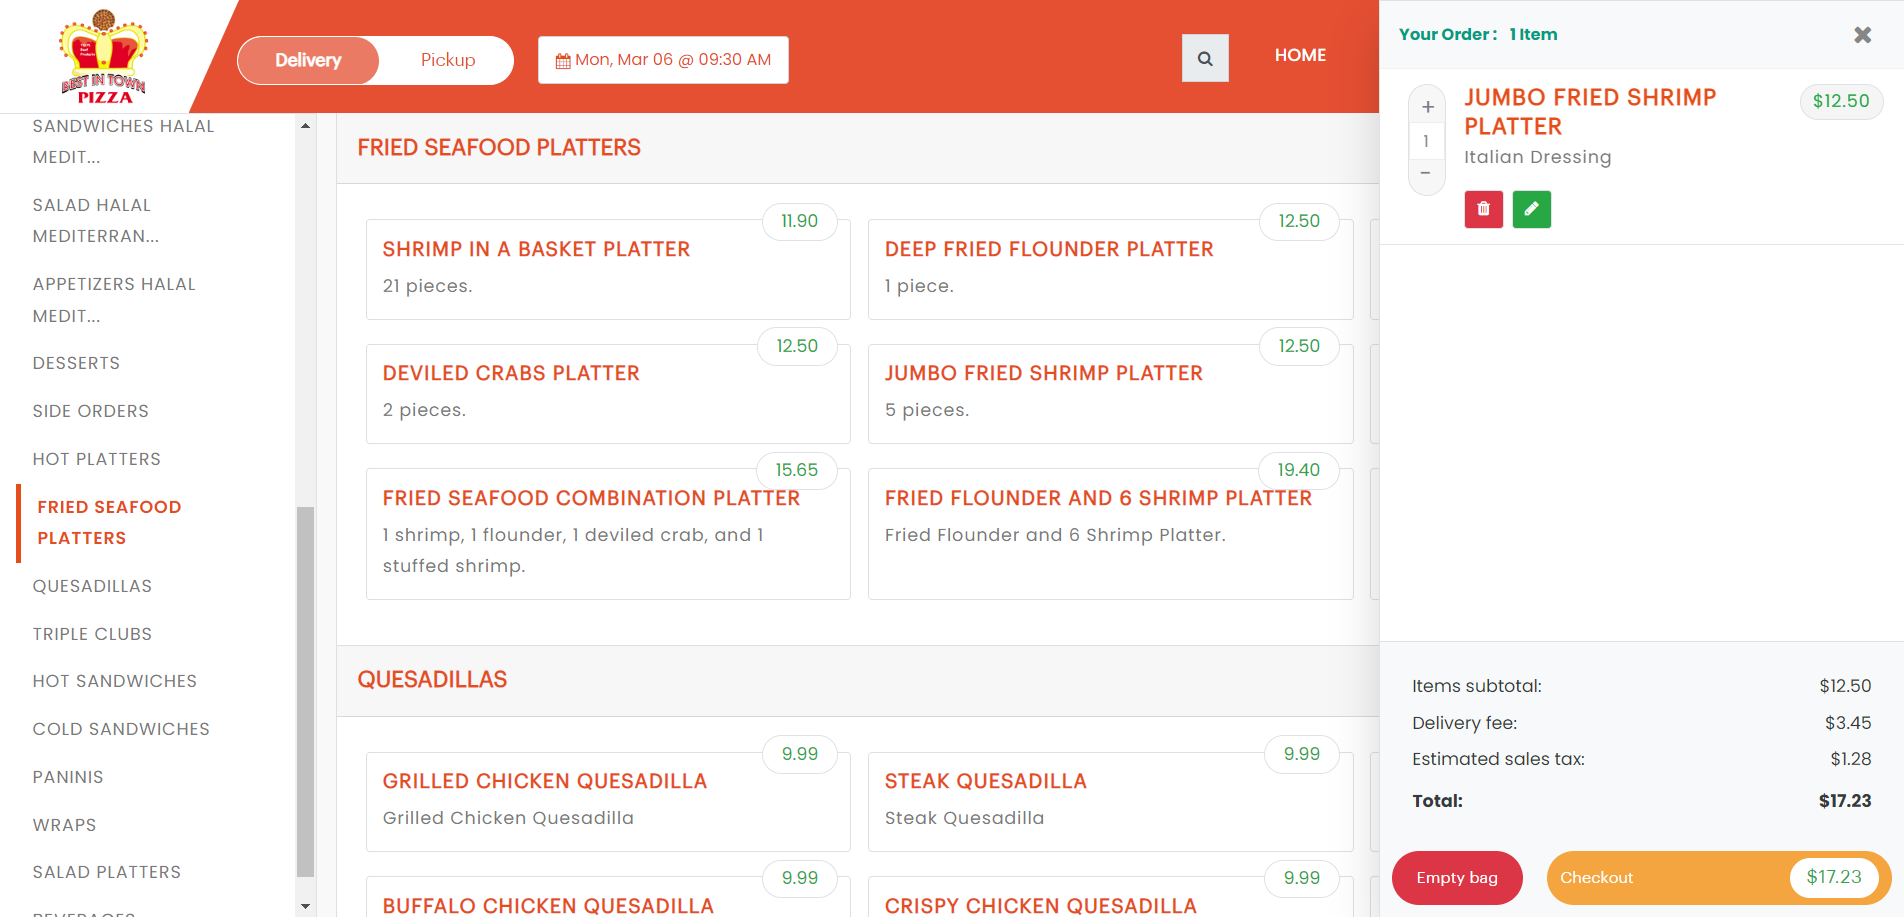 BEST IN TOWN
PIZZA
Delivery
Pickup
Mon, Mar 06 @ 09:30 AM
HOME
SANDWICHES HALAL
MEDIT...
SALAD HALAL
MEDITERRAN...
APPETIZERS HALAL
MEDIT...
DESSERTS
SIDE ORDERS
HOT PLATTERS
FRIED SEAFOOD
PLATTERS
QUESADILLAS
TRIPLE CLUBS
HOT SANDWICHES
COLD SANDWICHES
PANINIS
WRAPS
SALAD PLATTERS
BEVERAGES
FRIED SEAFOOD PLATTERS
11.90
SHRIMP IN A BASKET PLATTER
21 pieces.
12.50
DEEP FRIED FLOUNDER PLATTER
1 piece.
12.50
DEVILED CRABS PLATTER
2 pieces.
12.50
JUMBO FRIED SHRIMP PLATTER
5 pieces.
15.65
FRIED SEAFOOD COMBINATION PLATTER
1 shrimp, 1 flounder, 1 deviled crab, and 1
stuffed shrimp.
19.40
FRIED FLOUNDER AND 6 SHRIMP PLATTER
Fried Flounder and 6 Shrimp Platter.
QUESADILLAS
9.99
GRILLED CHICKEN QUESADILLA
Grilled Chicken Quesadilla
9.99
STEAK QUESADILLA
Steak Quesadilla
9.99
BUFFALO CHICKEN QUESADILLA
9.99
CRISPY CHICKEN QUESADILLA
Your Order : 1 Item
+
1
−
JUMBO FRIED SHRIMP
PLATTER
$12.50
Italian Dressing
Items subtotal: $12.50
Delivery fee: $3.45
Estimated sales tax: $1.28
Total: $17.23
Empty bag
Checkout $17.23